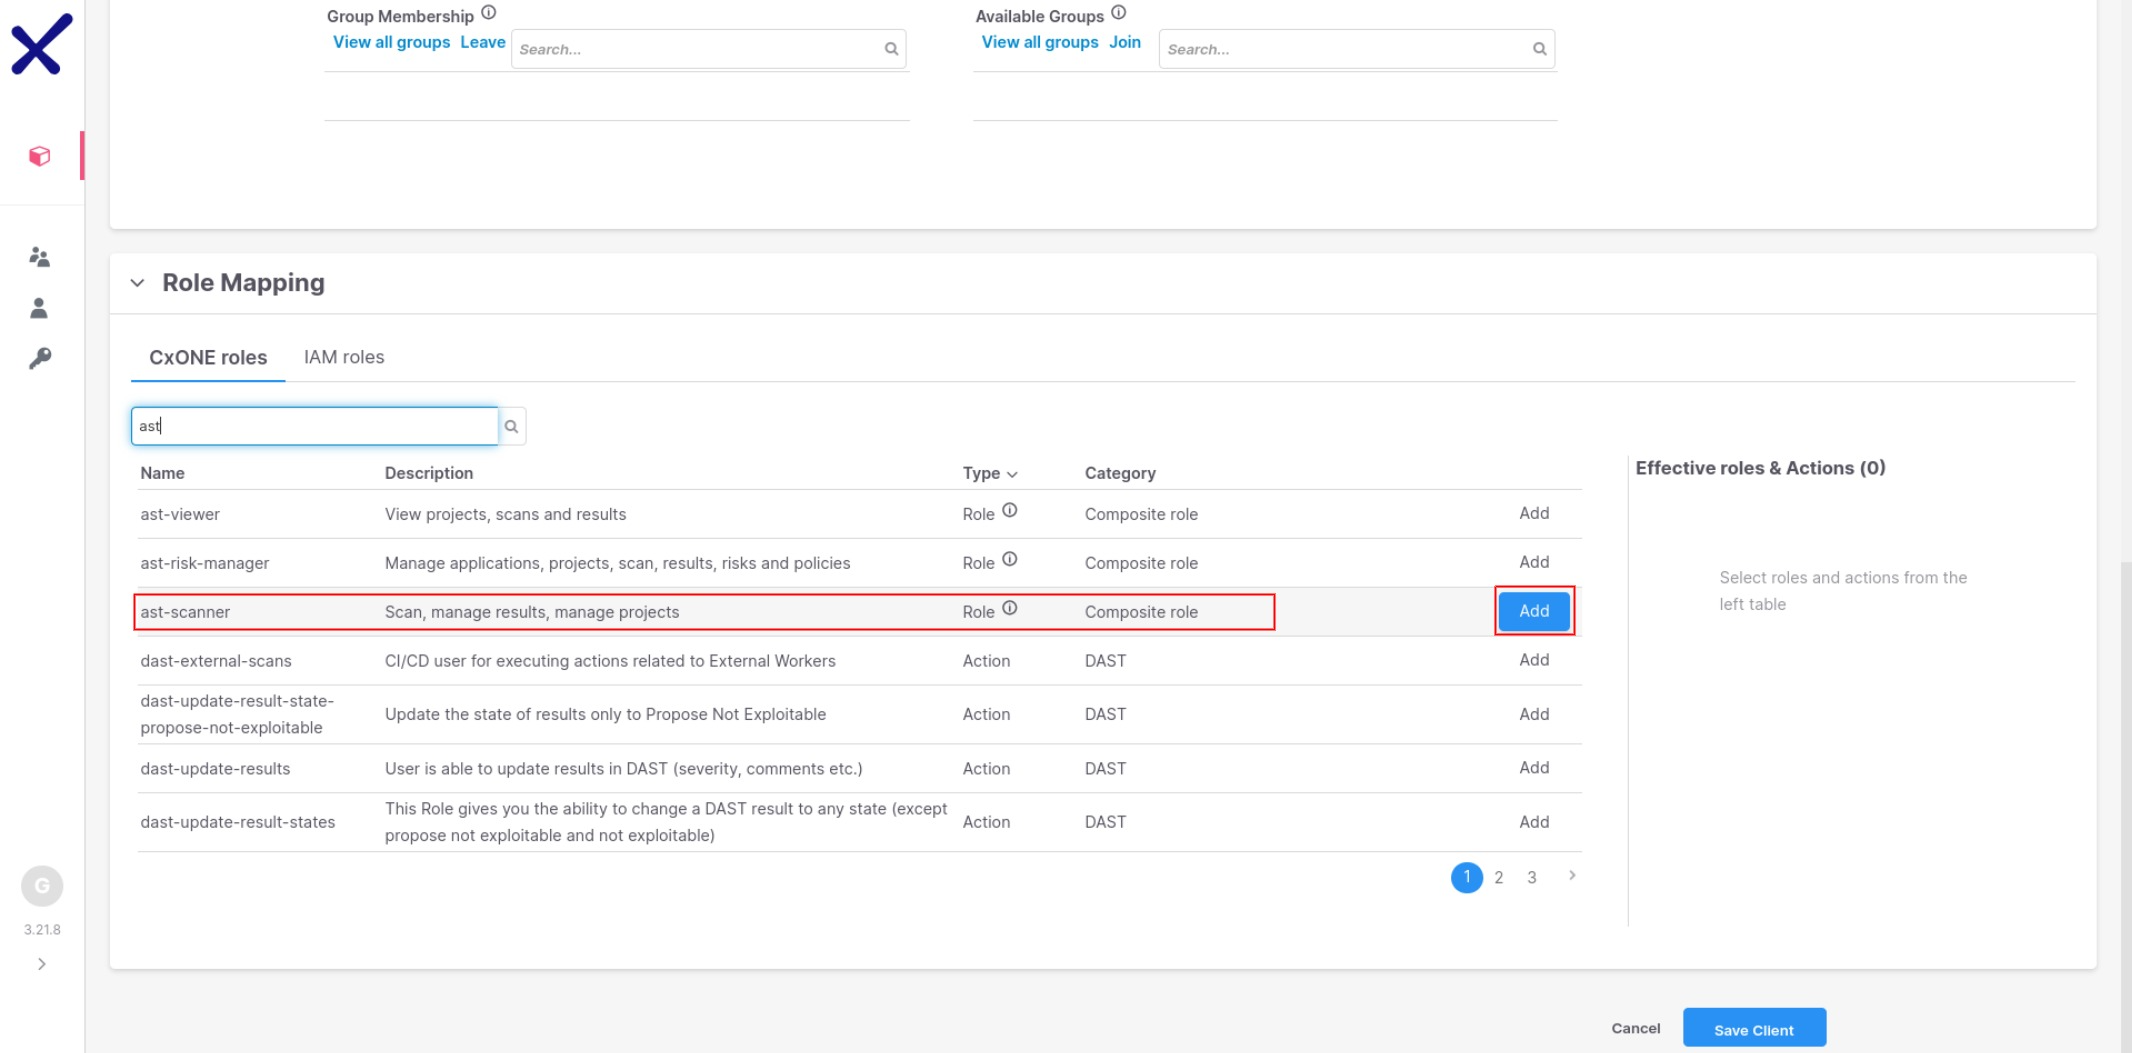 Group Membership
View all groups Leave Search...
Available Groups
View all groups Join Search...
Role Mapping
CxONE roles IAM roles
ast
Name Description Type Category
ast-viewer View projects, scans and results Role Composite role Add
ast-risk-manager Manage applications, projects, scan, results, risks and policies Role Composite role Add
ast-scanner Scan, manage results, manage projects Role Composite role Add
dast-external-scans CI/CD user for executing actions related to External Workers Action DAST Add
dast-update-result-state-
propose-not-exploitable Update the state of results only to Propose Not Exploitable Action DAST Add
dast-update-results User is able to update results in DAST (severity, comments etc.) Action DAST Add
dast-update-result-states This Role gives you the ability to change a DAST result to any state (except
propose not exploitable and not exploitable) Action DAST Add
1 2 3
Effective roles & Actions (0)
Select roles and actions from the
left table
G
3.21.8
Cancel Save Client